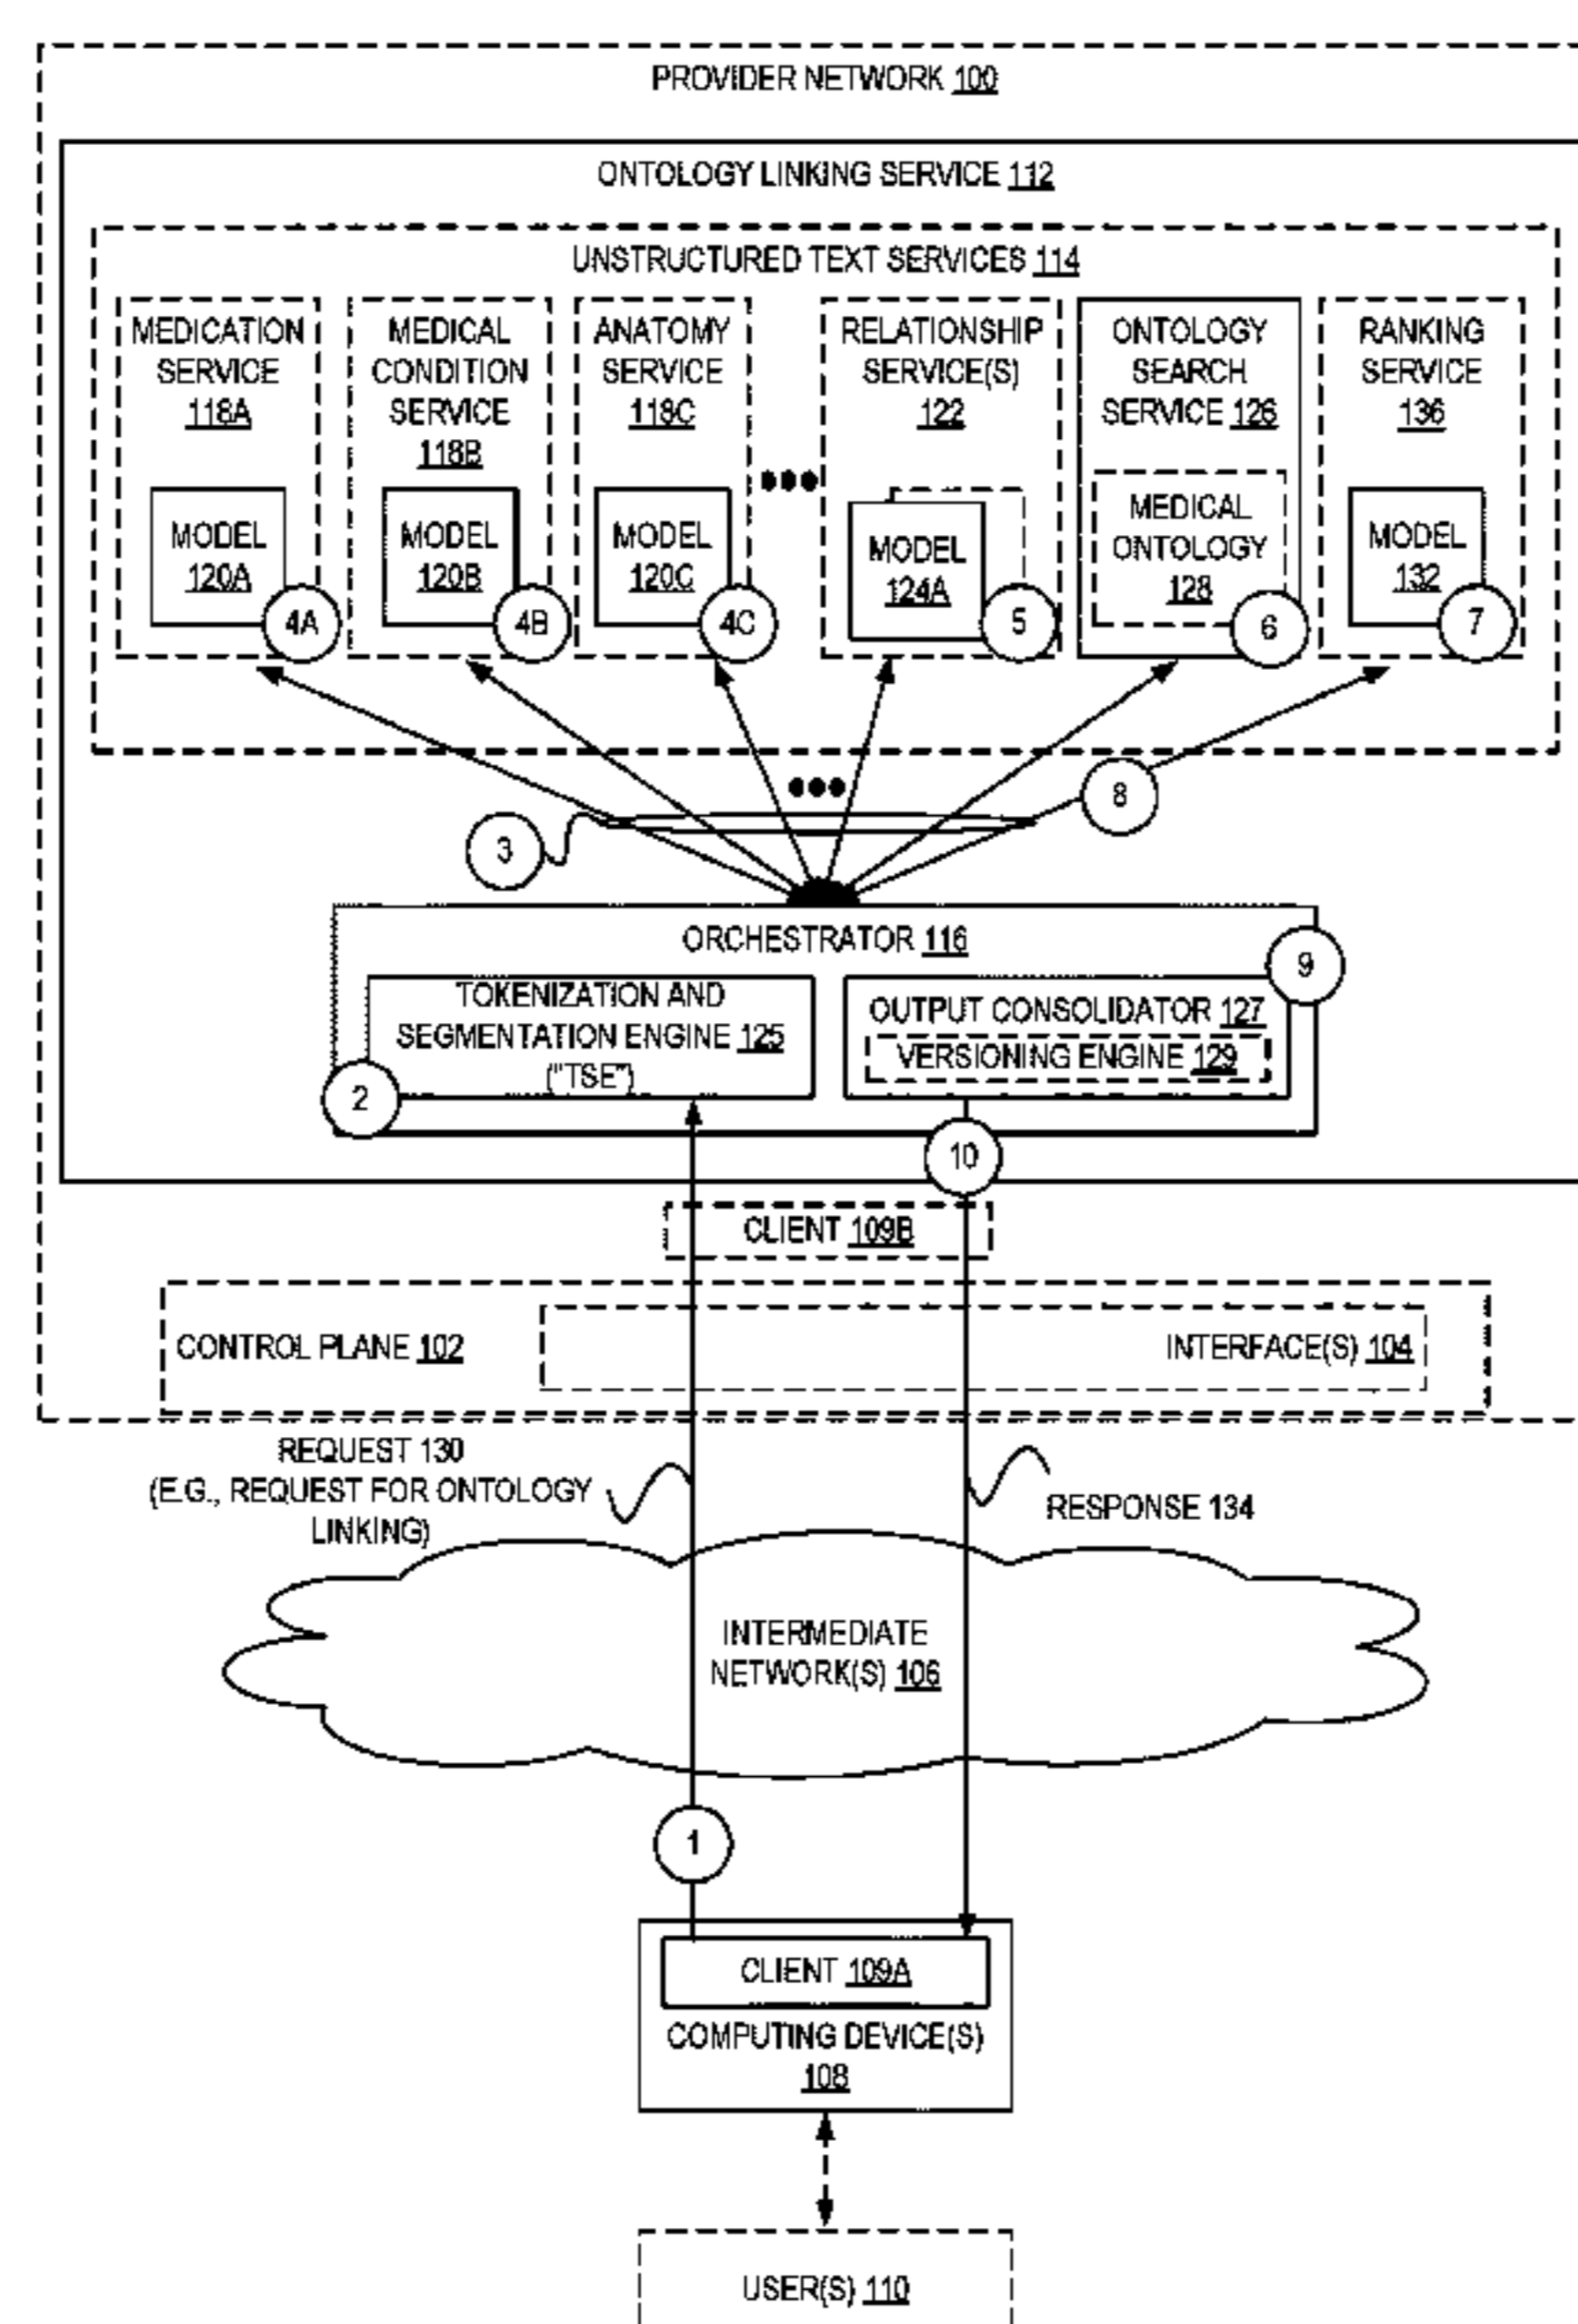 PROVIDER NETWORK 100
ONTOLOGY LINKING SERVICE 112
UNSTRUCTURED TEXT SERVICES 114
MEDICATION
SERVICE
118A
MODEL
120A
4A
MEDICAL
CONDITION
SERVICE
118B
MODEL
120B
4B
ANATOMY
SERVICE
118C
MODEL
120C
4C
RELATIONSHIP
SERVICE(S)
122
MODEL
124A
5
ONTOLOGY
SEARCH
SERVICE 126
MEDICAL
ONTOLOGY
128
6
RANKING
SERVICE
136
MODEL
132
7
8
3
ORCHESTRATOR 116
9
TOKENIZATION AND
SEGMENTATION ENGINE 125
("TSE")
2
OUTPUT CONSOLIDATOR 127
VERSIONING ENGINE 129
10
CLIENT 109B
CONTROL PLANE 102
INTERFACE(S) 104
REQUEST 130
(E.G., REQUEST FOR ONTOLOGY
LINKING)
RESPONSE 134
INTERMEDIATE
NETWORK(S) 106
1
CLIENT 109A
COMPUTING DEVICE(S)
108
USER(S) 110